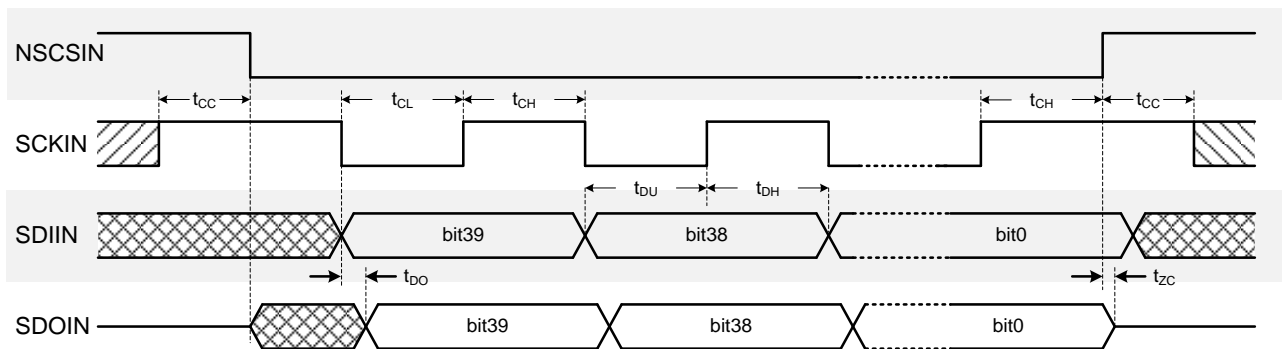 NSCSIN
tCC tCL tCH tCH tCC
SCKIN
tDU tDH
SDIIN bit39 bit38 bit0
tDO tZC
SDOIN bit39 bit38 bit0